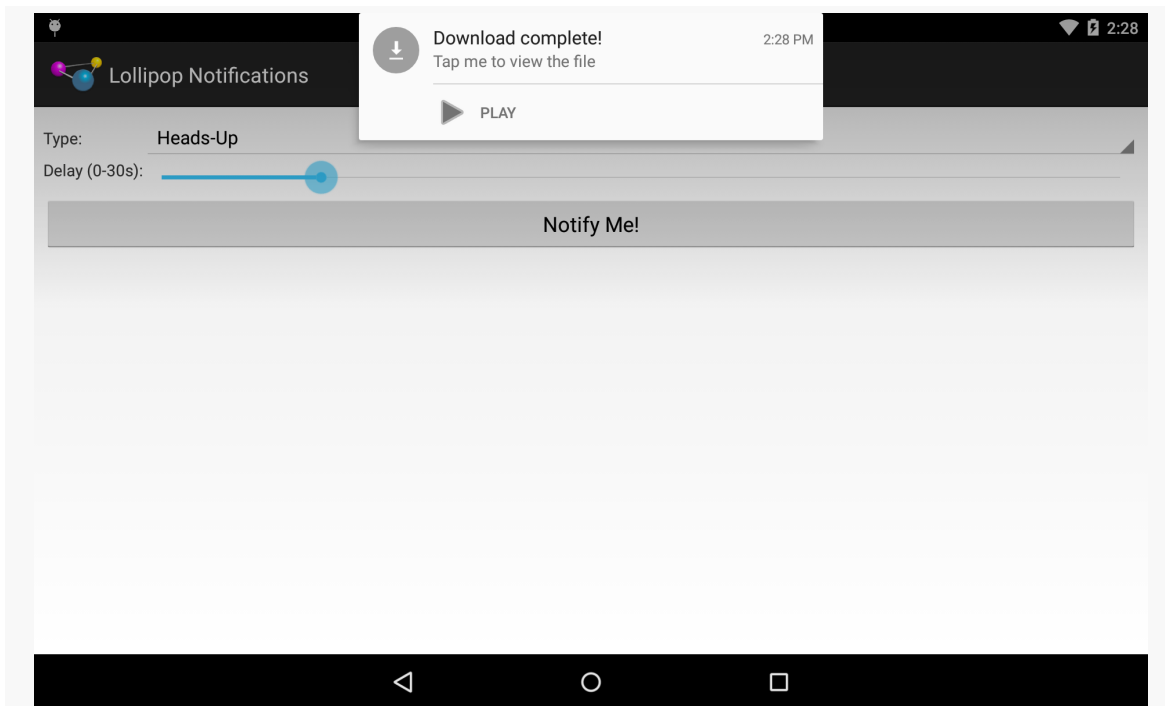 2:28
Lollipop Notifications
Download complete!
2:28 PM
Tap me to view the file
PLAY
Type:
Heads-Up
Delay (0-30s):
Notify Me!